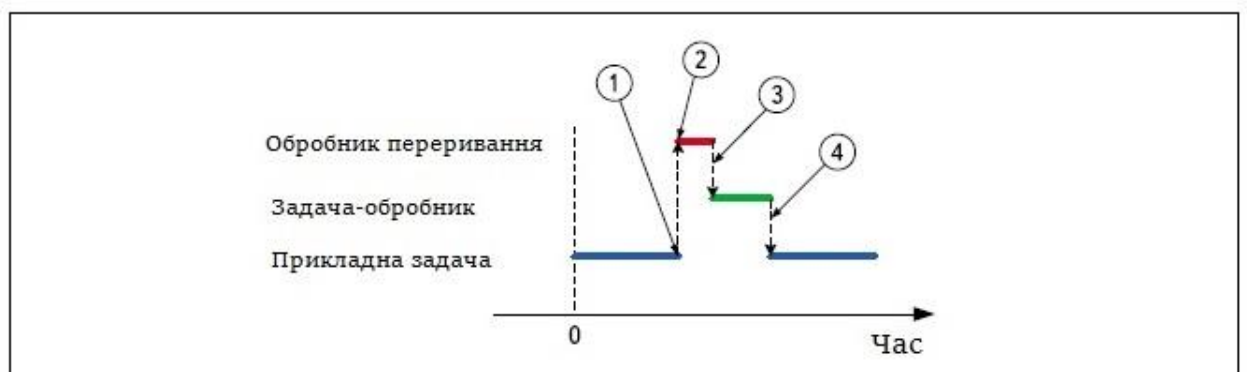 2
1
3
Обробник переривання
4
Задача-обробник
Прикладна задача
0
Час